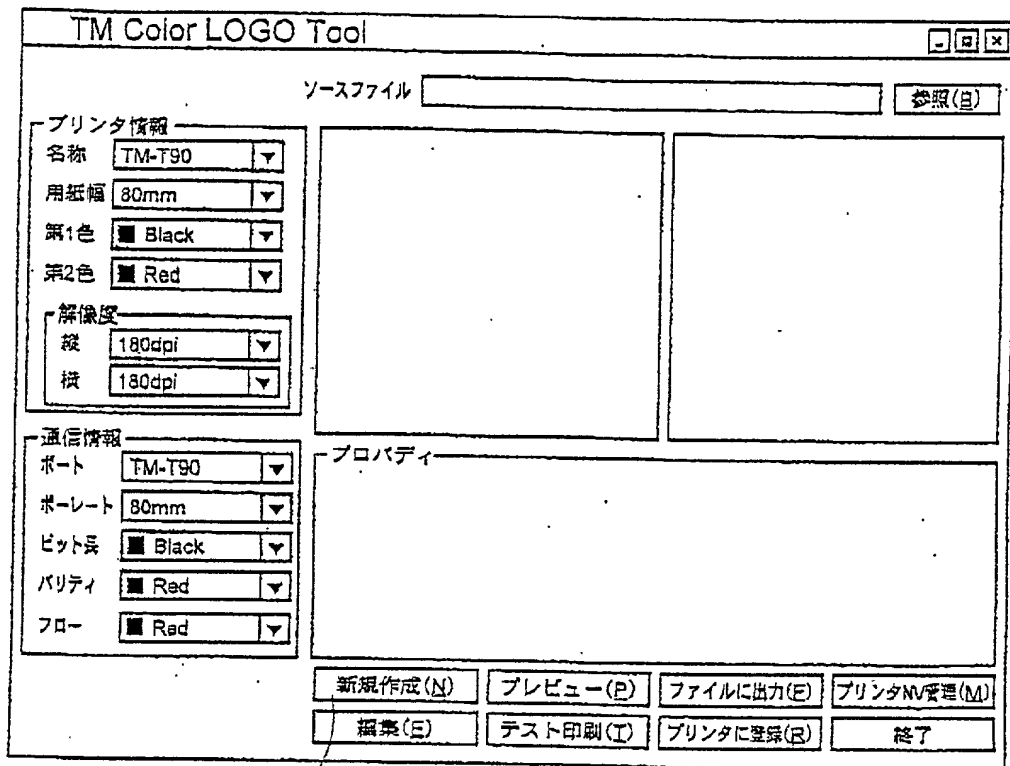 TM Color LOGO Tool
ソースファイル
参照(B)
プリンタ情報
名称 TM-T90
用紙幅 80mm
第1色 Black
第2色 Red
解像度
縦 180dpi
横 180dpi
通信情報
ポート TM-T90
ボーレート 80mm
ビット長 Black
パリティ Red
フロー Red
プロパティ
新規作成(N) プレビュー(P) ファイルに出力(F) プリンタNV管理(M)
編集(E) テスト印刷(T) プリンタに登録(R) 終了